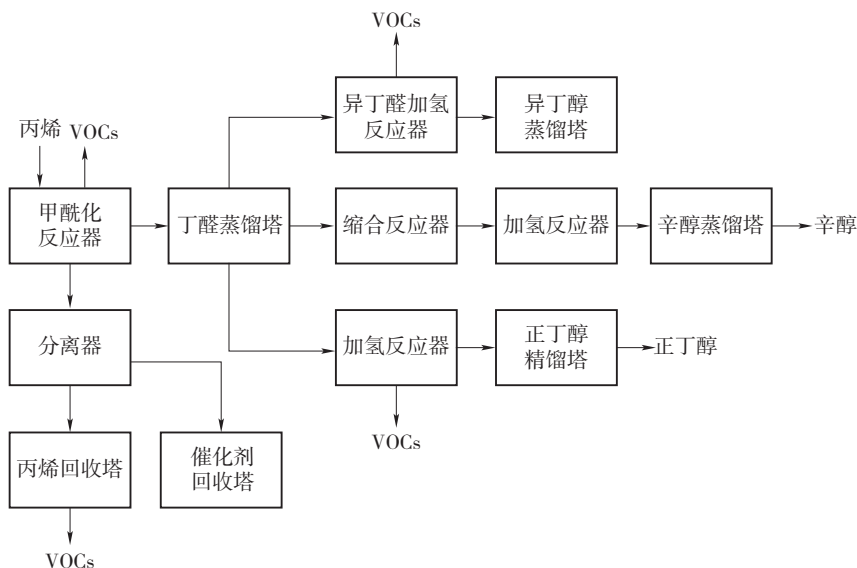 VOCs
异丁醛加氢
反应器
异丁醇
蒸馏塔
丙烯
VOCs
甲酰化
反应器
丁醛蒸馏塔
缩合反应器
加氢反应器
辛醇蒸馏塔
辛醇
分离器
加氢反应器
正丁醇
精馏塔
正丁醇
VOCs
丙烯回收塔
催化剂
回收塔
VOCs